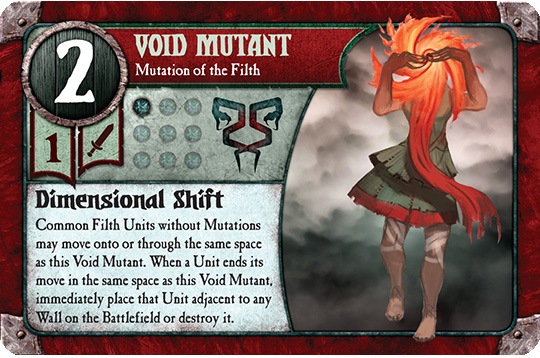 2
VOID MUTANT
Mutation of the Filth
1
Dimensional Shift
Common Filth Units without Mutations
may move onto or through the same space
as this Void Mutant. When a Unit ends its
move in the same space as this Void Mutant,
immediately place that Unit adjacent to any
Wall on the Battlefield or destroy it.